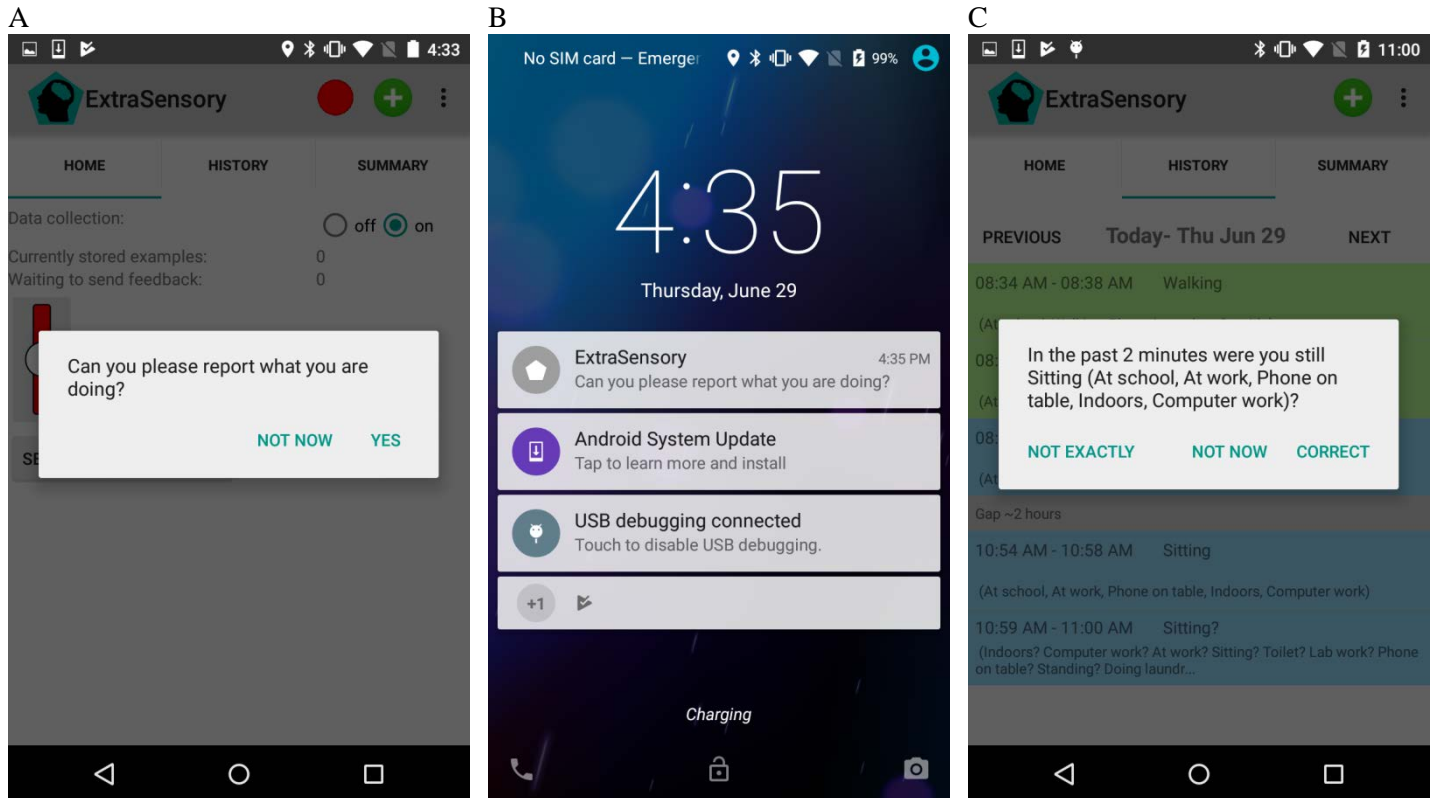 A
4:33
ExtraSensory
HOME HISTORY SUMMARY
Data collection: off on
Currently stored examples: 0
Waiting to send feedback: 0
Can you please report what you are
doing?
NOT NOW YES
SE
B
No SIM card — Emerger 99%
4:35
Thursday, June 29
ExtraSensory 4:35 PM
Can you please report what you are doing?
Android System Update
Tap to learn more and install
USB debugging connected
Touch to disable USB debugging.
+1
Charging
C
11:00
ExtraSensory
HOME HISTORY SUMMARY
PREVIOUS Today- Thu Jun 29 NEXT
08:34 AM - 08:38 AM Walking
(At
08:
(At
08:
(At
In the past 2 minutes were you still
Sitting (At school, At work, Phone on
table, Indoors, Computer work)?
NOT EXACTLY NOT NOW CORRECT
Gap ~2 hours
10:54 AM - 10:58 AM Sitting
(At school, At work, Phone on table, Indoors, Computer work)
10:59 AM - 11:00 AM Sitting?
(Indoors? Computer work? At work? Sitting? Toilet? Lab work? Phone
on table? Standing? Doing laundr...